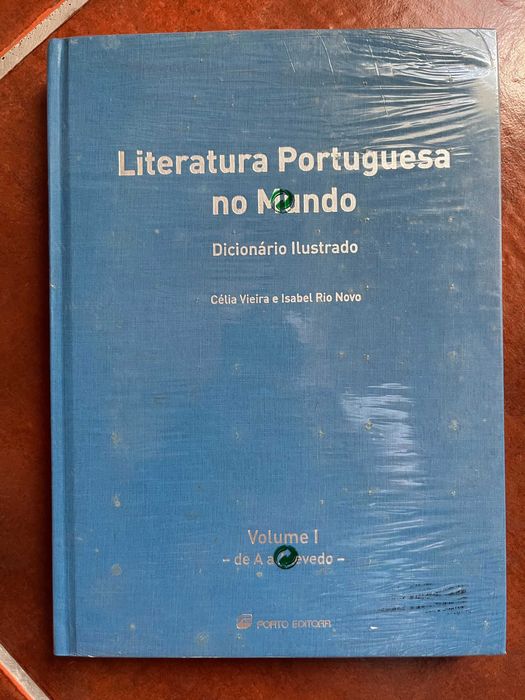 Literatura Portuguesa
no Mundo
Dicionário Ilustrado
Célia Vieira e Isabel Rio Novo
Volume I
– de A a
PORTO EDITORA